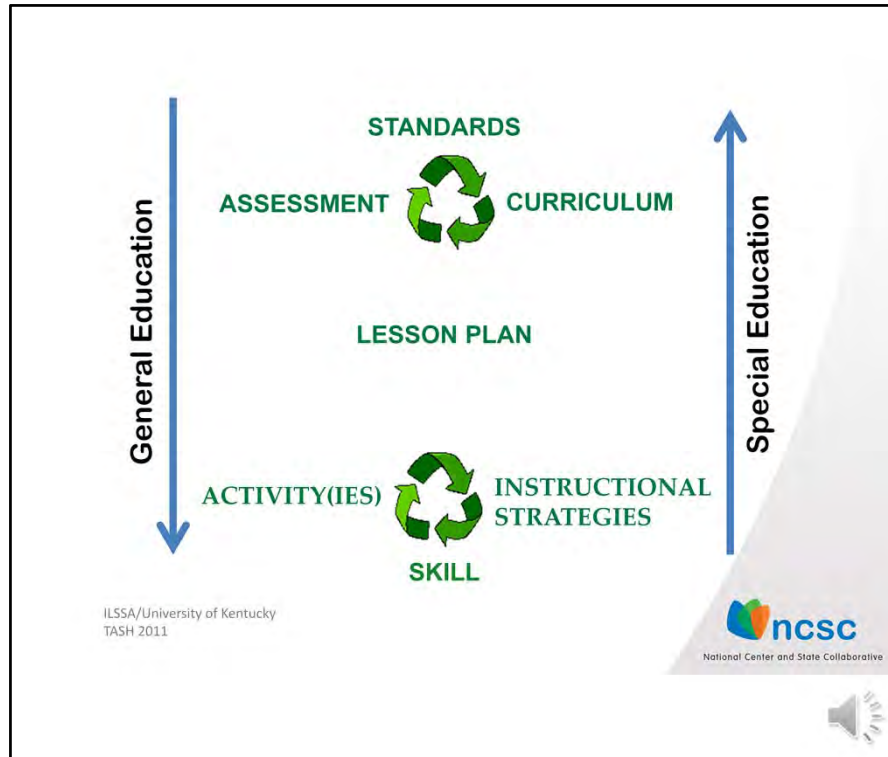 General Education
STANDARDS
ASSESSMENT
CURRICULUM
LESSON PLAN
ACTIVITY(IES)
INSTRUCTIONAL
STRATEGIES
SKILL
Special Education
ILSSA/University of Kentucky
TASH 2011
ncsc
National Center and State Collaborative